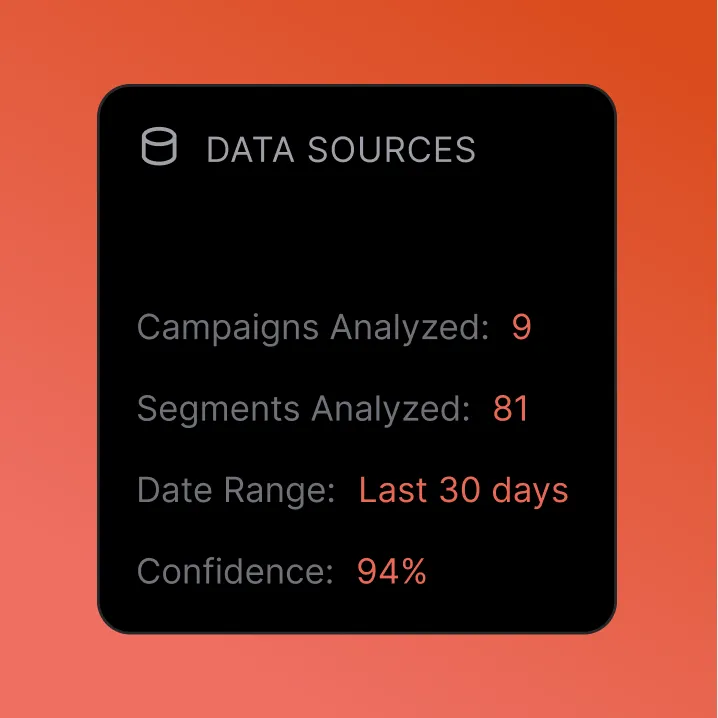 DATA SOURCES
Campaigns Analyzed: 9
Segments Analyzed: 81
Date Range: Last 30 days
Confidence: 94%